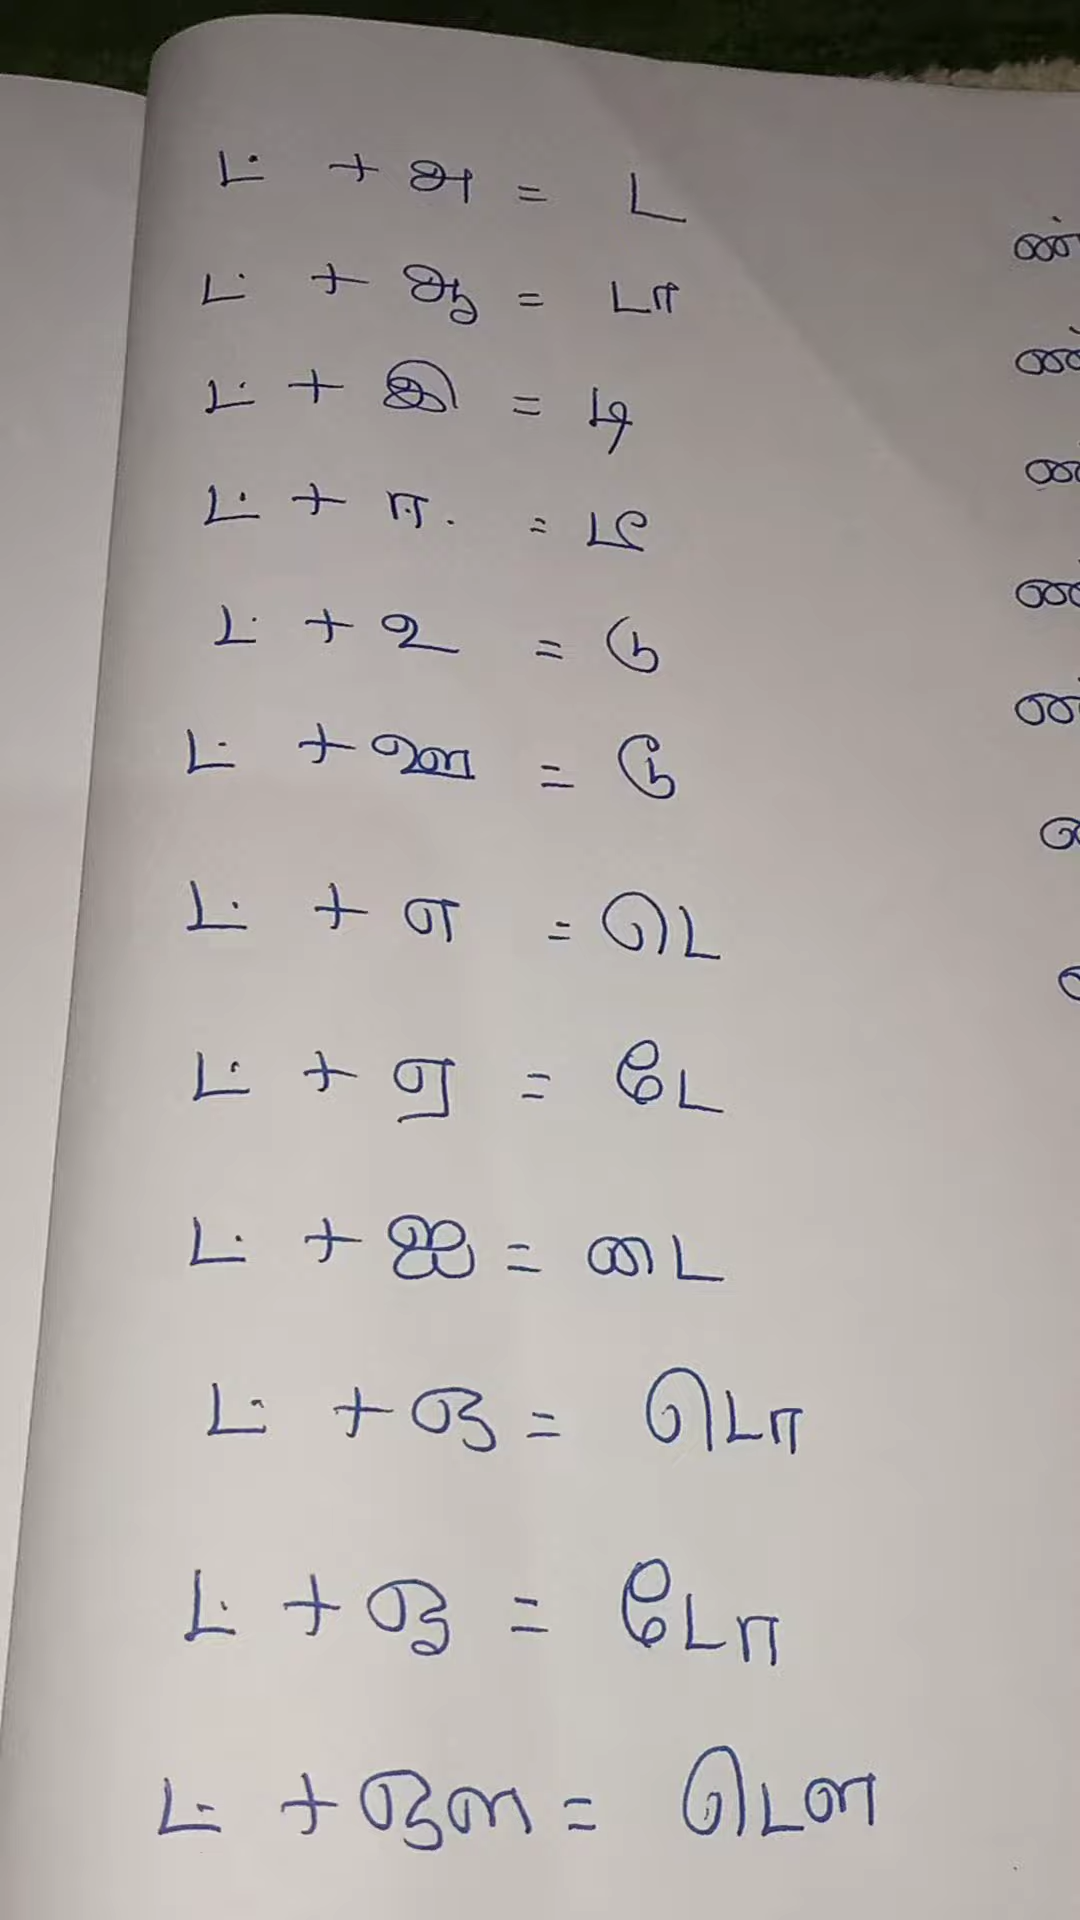 ட் + அ = ட
ட் + ஆ = டா
ட் + இ = டி
ட் + ஈ = டீ
ட் + உ = டு
ட் + ஊ = டூ
ட் + எ = டெ
ட் + ஏ = டே
ட் + ஐ = டை
ட் + ஒ = டொ
ட் + ஓ = டோ
ட் + ஔ = டௌ